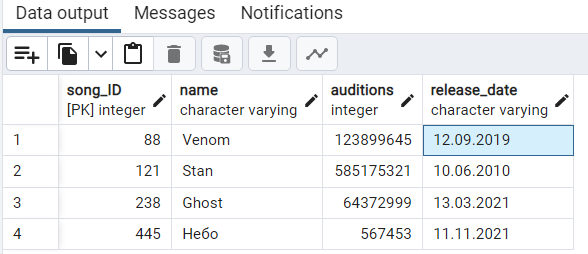 Data output Messages Notifications
song_ID name auditions release_date
[PK] integer character varying integer character varying
1 88 Venom 123899645 12.09.2019
2 121 Stan 585175321 10.06.2010
3 238 Ghost 64372999 13.03.2021
4 445 Небо 567453 11.11.2021